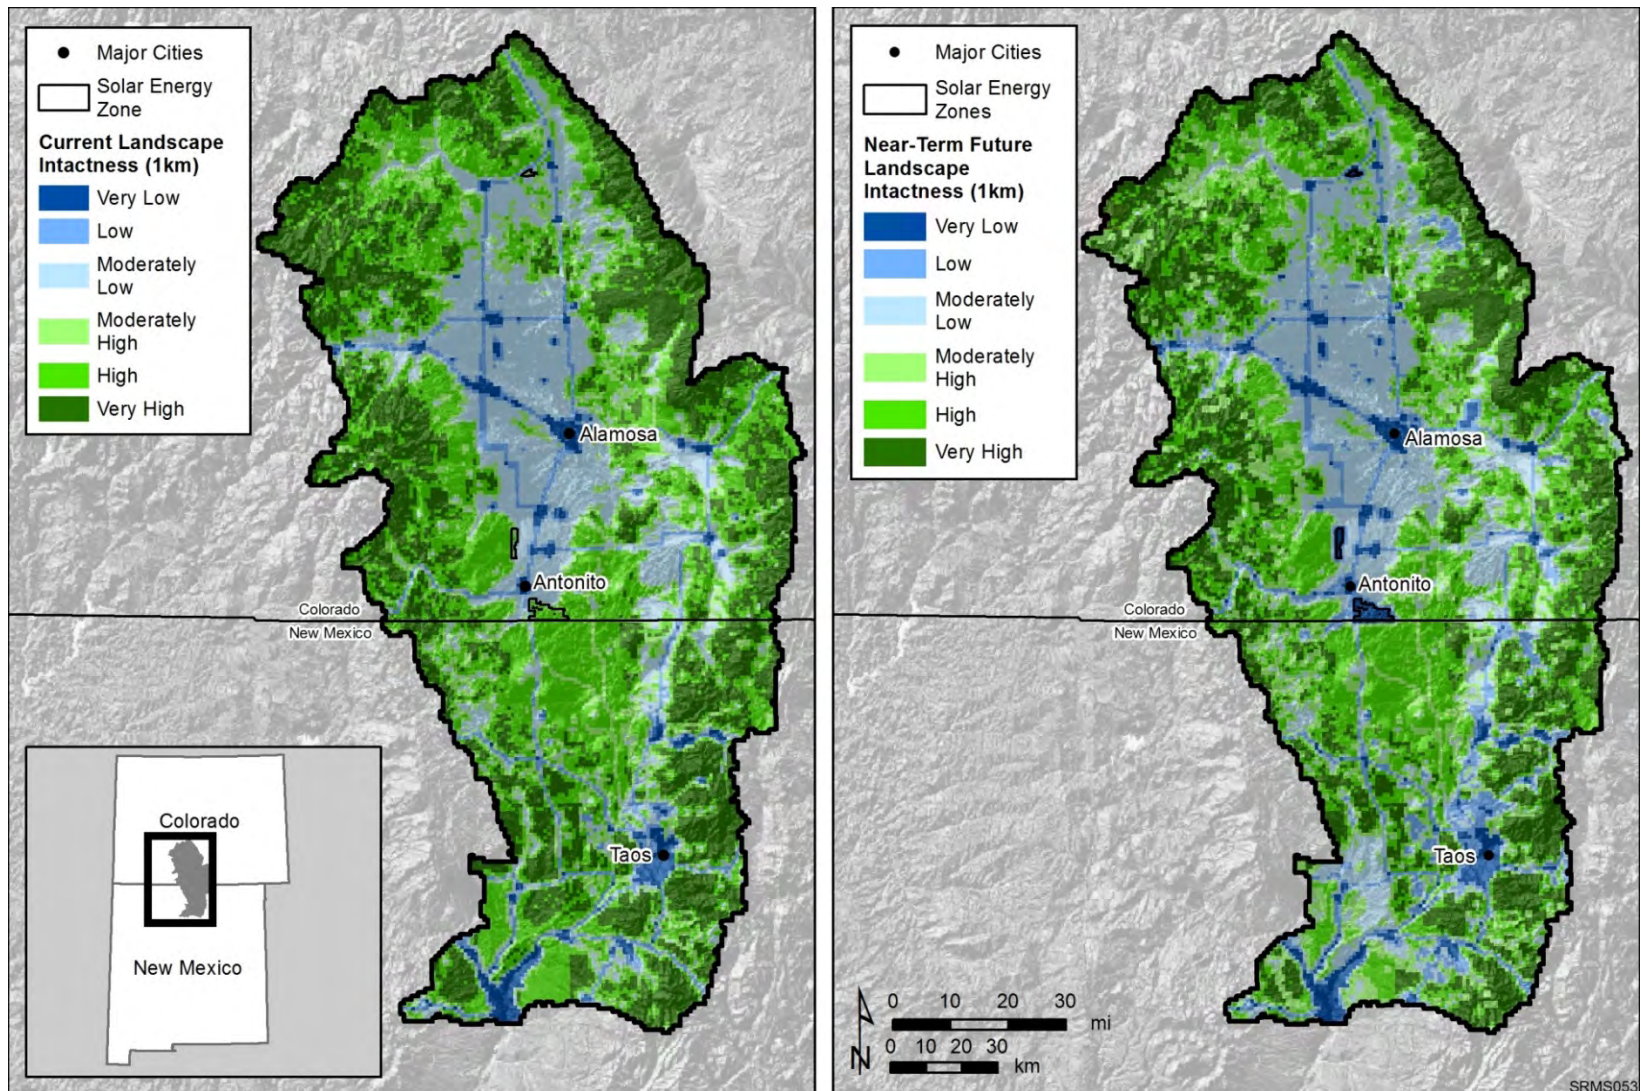 Major Cities
Solar Energy
Zone
Current Landscape
Intactness (1km)
Very Low
Low
Moderately
Low
Moderately
High
High
Very High
Alamosa
Antonito
Colorado
New Mexico
Taos
Colorado
New Mexico
Major Cities
Solar Energy
Zones
Near-Term Future
Landscape
Intactness (1km)
Very Low
Low
Moderately
Low
Moderately
High
High
Very High
Alamosa
Antonito
Colorado
New Mexico
Taos
N
0 10 20 30
mi
0 10 20 30
km
SRMS053